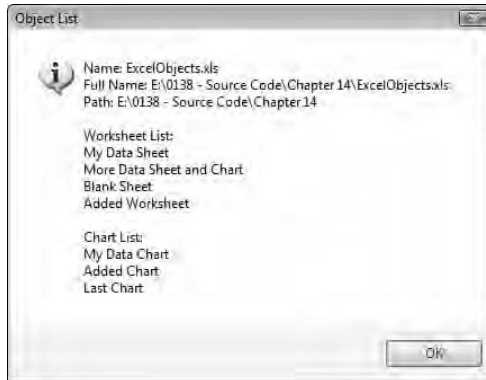 Object List
Name: ExcelObjects.xls
Full Name: E:\0138 - Source Code\Chapter 14\ExcelObjects.xls
Path: E:\0138 - Source Code\Chapter 14
Worksheet List:
My Data Sheet
More Data Sheet and Chart
Blank Sheet
Added Worksheet
Chart List:
My Data Chart
Added Chart
Last Chart
OK